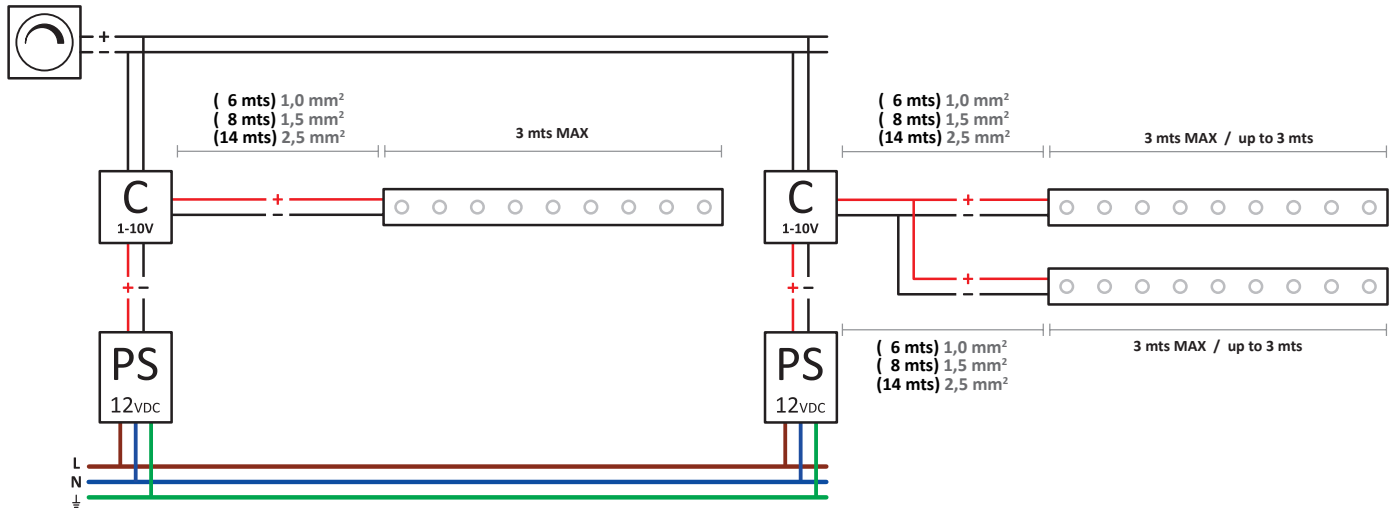 +
−
( 6 mts) 1,0 mm²
( 8 mts) 1,5 mm²
(14 mts) 2,5 mm²
3 mts MAX
( 6 mts) 1,0 mm²
( 8 mts) 1,5 mm²
(14 mts) 2,5 mm²
3 mts MAX / up to 3 mts
C
1-10V
+
−
C
1-10V
+
−
+
−
+ −
+ −
PS
12VDC
PS
12VDC
( 6 mts) 1,0 mm²
( 8 mts) 1,5 mm²
(14 mts) 2,5 mm²
3 mts MAX / up to 3 mts
L
N